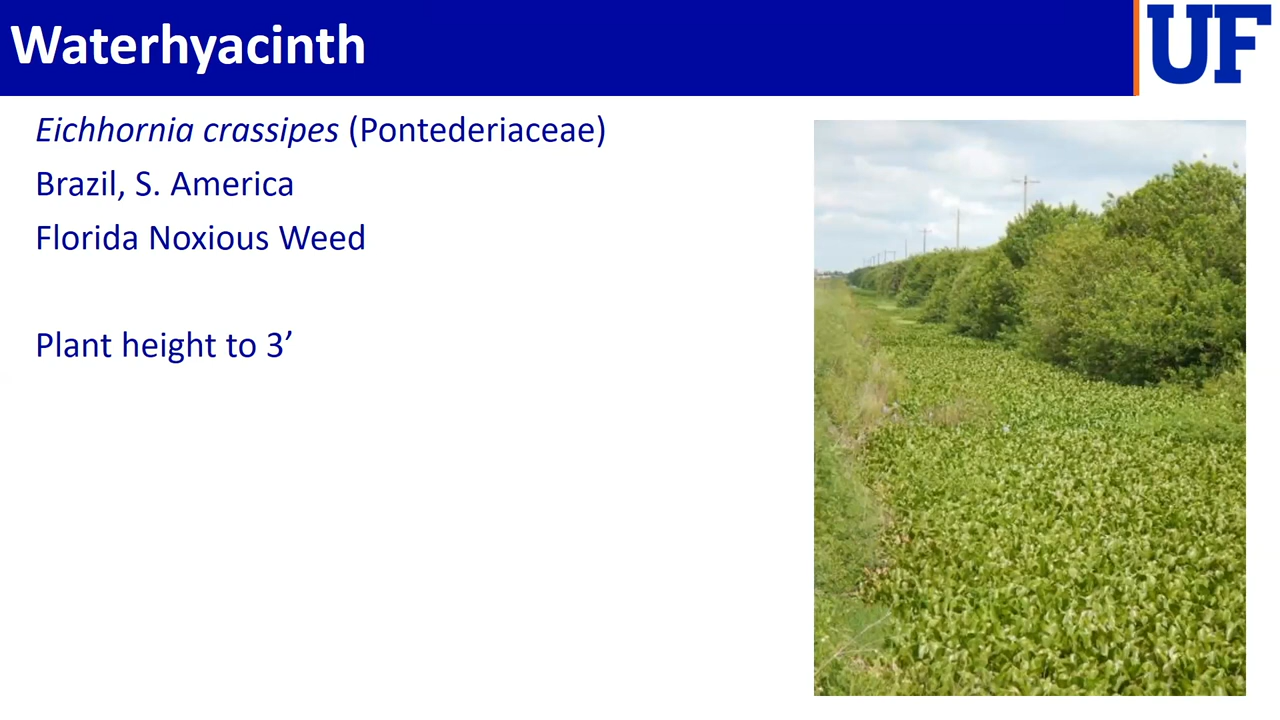 Waterhyacinth
UF
Eichhornia crassipes (Pontederiaceae)
Brazil, S. America
Florida Noxious Weed
Plant height to 3’